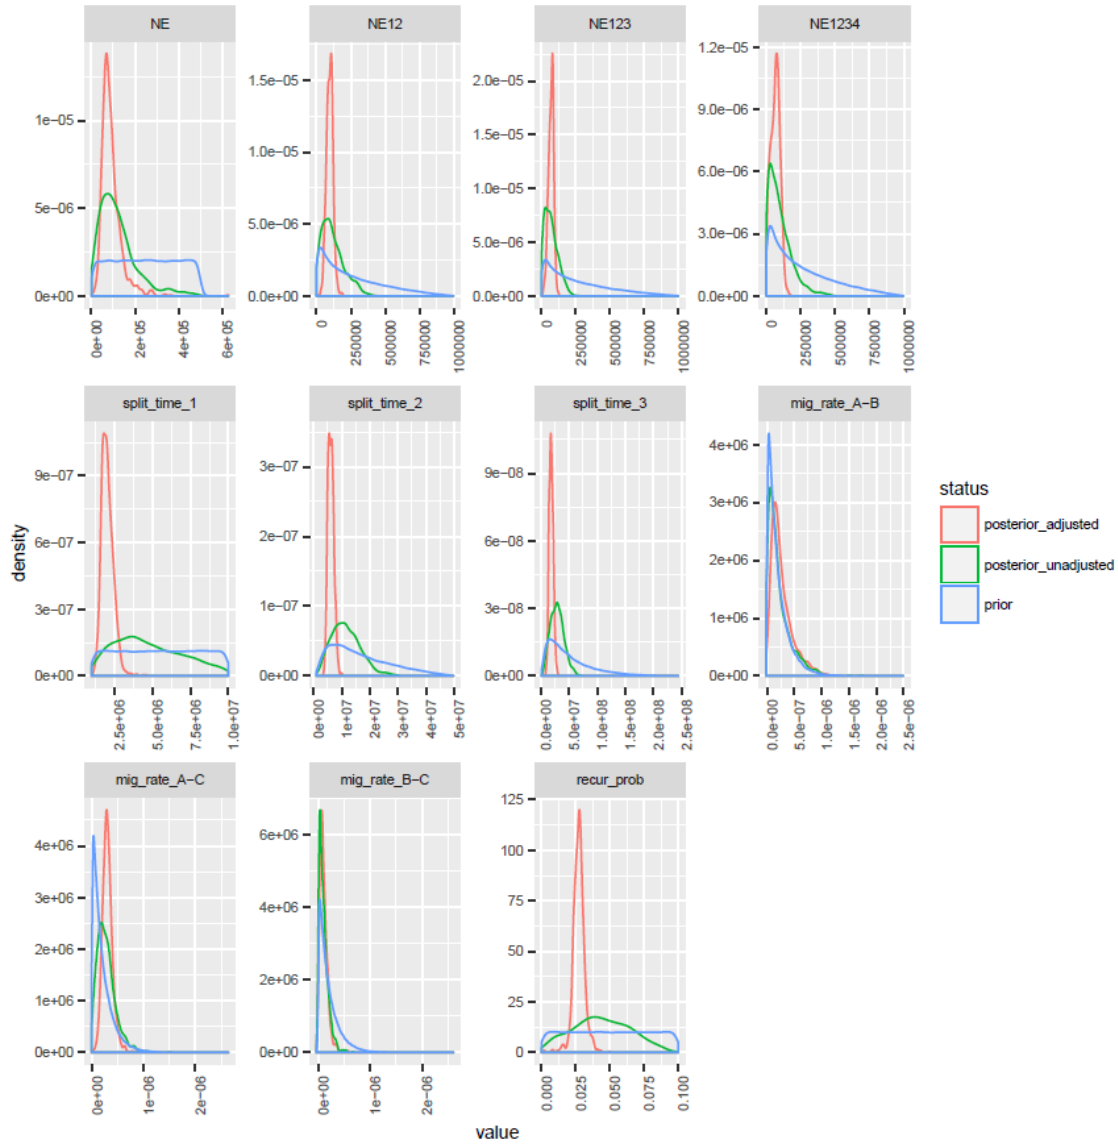 NE NE12 NE123 NE1234
1e−05
5e−06
0e+00
1.5e−05
1.0e−05
5.0e−06
0.0e+00
2.0e−05
1.5e−05
1.0e−05
5.0e−06
0.0e+00
1.2e−05
9.0e−06
6.0e−06
3.0e−06
0.0e+00
0e+00 2e+05 4e+05 6e+05
0 250000 500000 750000 1000000
0 250000 500000 750000 1000000
0 250000 500000 750000 1000000
split_time_1 split_time_2 split_time_3 mig_rate_A−B
9e−07
6e−07
3e−07
0e+00
3e−07
2e−07
1e−07
0e+00
9e−08
6e−08
3e−08
0e+00
4e+06
3e+06
2e+06
1e+06
0e+00
2.5e+06 5.0e+06 7.5e+06 1.0e+07
0e+00 1e+07 2e+07 3e+07 4e+07 5e+07
0.0e+00 5.0e+07 1.0e+08 1.5e+08 2.0e+08 2.5e+08
0.0e+00 5.0e−07 1.0e−06 1.5e−06 2.0e−06 2.5e−06
mig_rate_A−C mig_rate_B−C recur_prob
4e+06
3e+06
2e+06
1e+06
0e+00
6e+06
4e+06
2e+06
0e+00
125
100
75
50
25
0
0e+00 1e−06 2e−06
0e+00 1e−06 2e−06
0.000 0.025 0.050 0.075 0.100
density
value
status
posterior_adjusted
posterior_unadjusted
prior